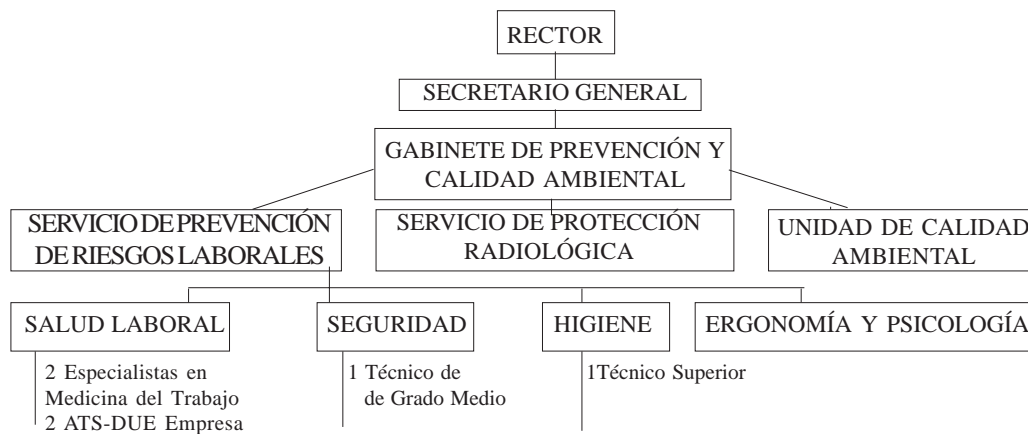 RECTOR
SECRETARIO GENERAL
GABINETE DE PREVENCIÓN Y
CALIDAD AMBIENTAL
SERVICIO DE PREVENCIÓN
DE RIESGOS LABORALES
SERVICIO DE PROTECCIÓN
RADIOLÓGICA
UNIDAD DE CALIDAD
AMBIENTAL
SALUD LABORAL
SEGURIDAD
HIGIENE
ERGONOMÍA Y PSICOLOGÍA
2 Especialistas en
Medicina del Trabajo
2 ATS-DUE Empresa
1 Técnico de
de Grado Medio
1Técnico Superior